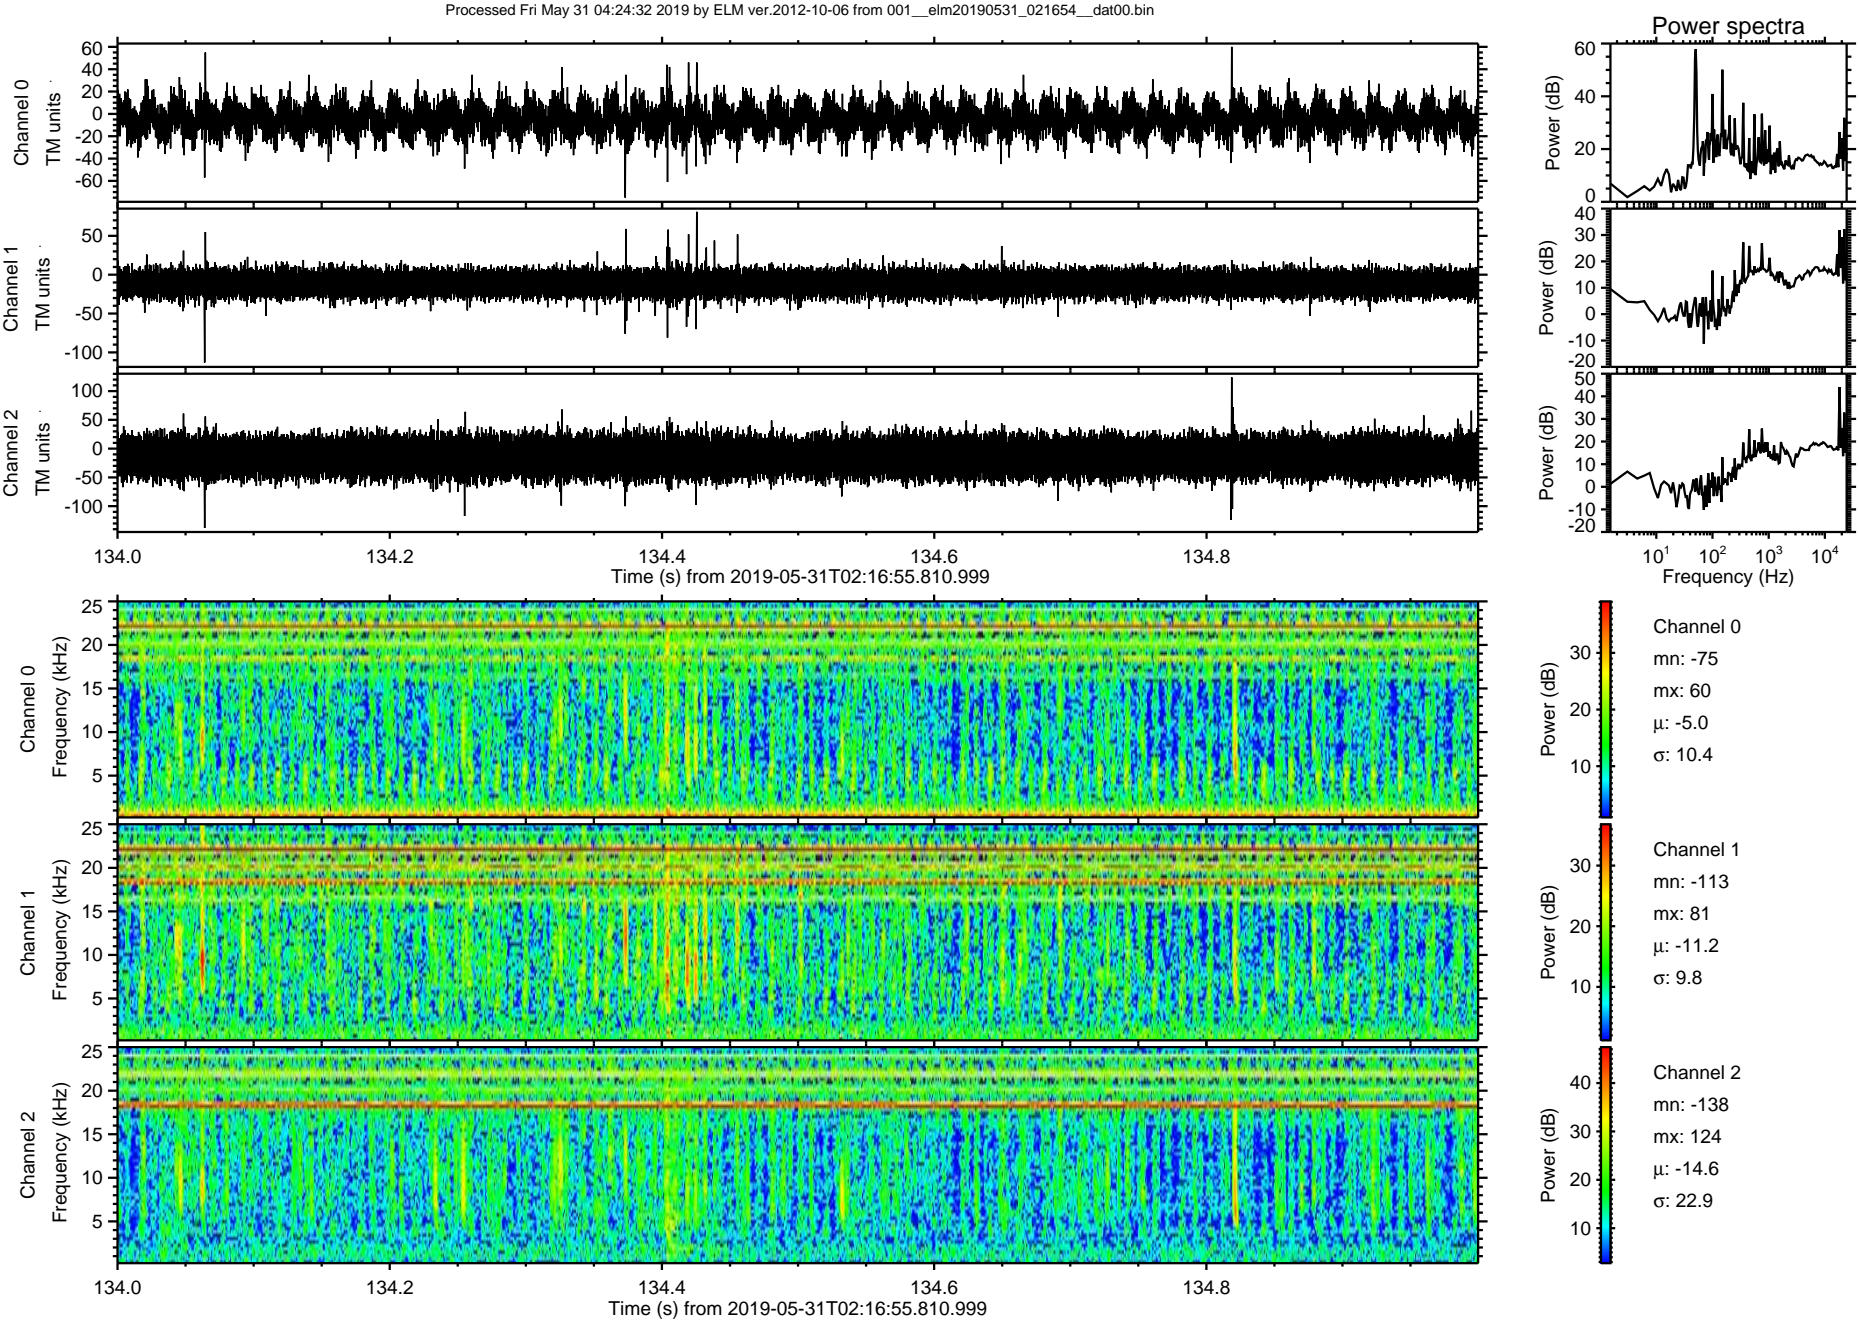 Processed Fri May 31 04:24:32 2019 by ELM ver.2012-10-06 from 001__elm20190531_021654__dat00.bin
Power spectra
Channel 0
TM units
60
40
20
0
-20
-40
-60
Power (dB)
60
40
20
0
Channel 1
TM units
50
0
-50
-100
Power (dB)
40
30
20
10
0
-10
-20
Channel 2
TM units
100
50
0
-50
-100
Power (dB)
50
40
30
20
10
0
-10
-20
134.0 134.2 134.4 134.6 134.8
Time (s) from 2019-05-31T02:16:55.810.999
10¹ 10² 10³ 10⁴
Frequency (Hz)
Channel 0
Frequency (kHz)
25
20
15
10
5
Power (dB)
30
20
10
Channel 0
mn: -75
mx: 60
μ: -5.0
σ: 10.4
Channel 1
Frequency (kHz)
25
20
15
10
5
Power (dB)
30
20
10
Channel 1
mn: -113
mx: 81
μ: -11.2
σ: 9.8
Channel 2
Frequency (kHz)
25
20
15
10
5
Power (dB)
40
30
20
10
Channel 2
mn: -138
mx: 124
μ: -14.6
σ: 22.9
134.0 134.2 134.4 134.6 134.8
Time (s) from 2019-05-31T02:16:55.810.999